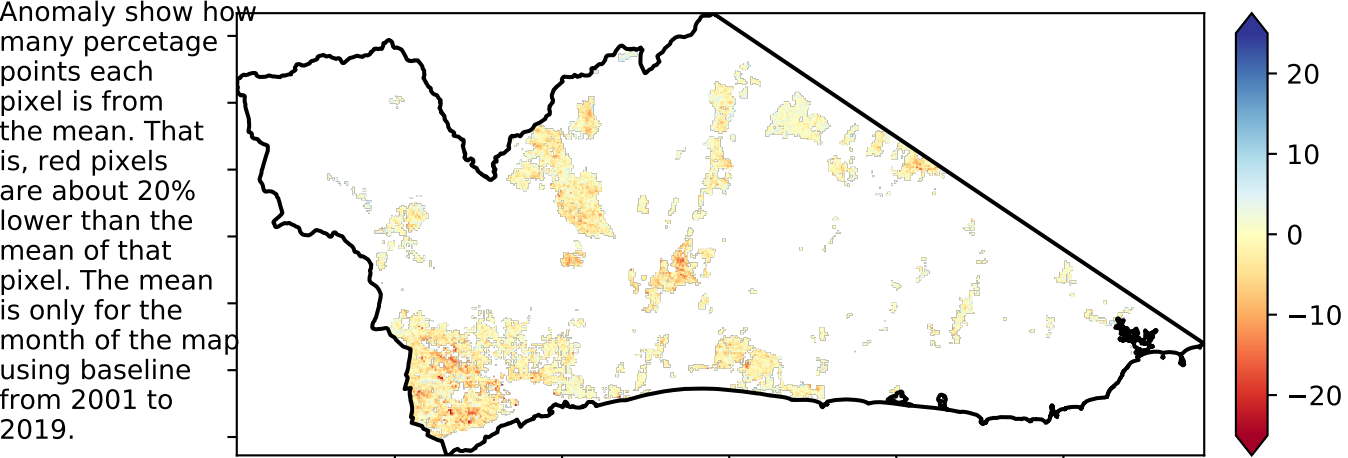 Anomaly show how
many percetage
points each
pixel is from
the mean. That
is, red pixels
are about 20%
lower than the
mean of that
pixel. The mean
is only for the
month of the map
using baseline
from 2001 to
2019.
20
10
0
−10
−20